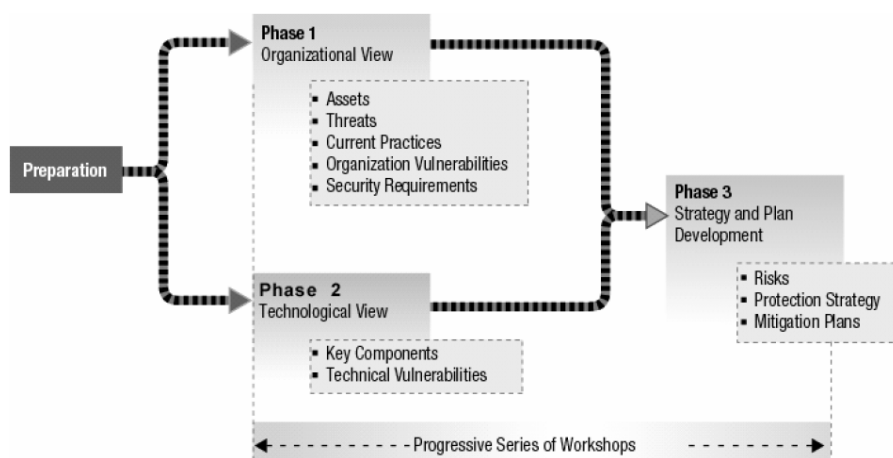 Preparation
Phase 1
Organizational View
▪ Assets
▪ Threats
▪ Current Practices
▪ Organization Vulnerabilities
▪ Security Requirements
Phase 2
Technological View
▪ Key Components
▪ Technical Vulnerabilities
Phase 3
Strategy and Plan
Development
▪ Risks
▪ Protection Strategy
▪ Mitigation Plans
Progressive Series of Workshops